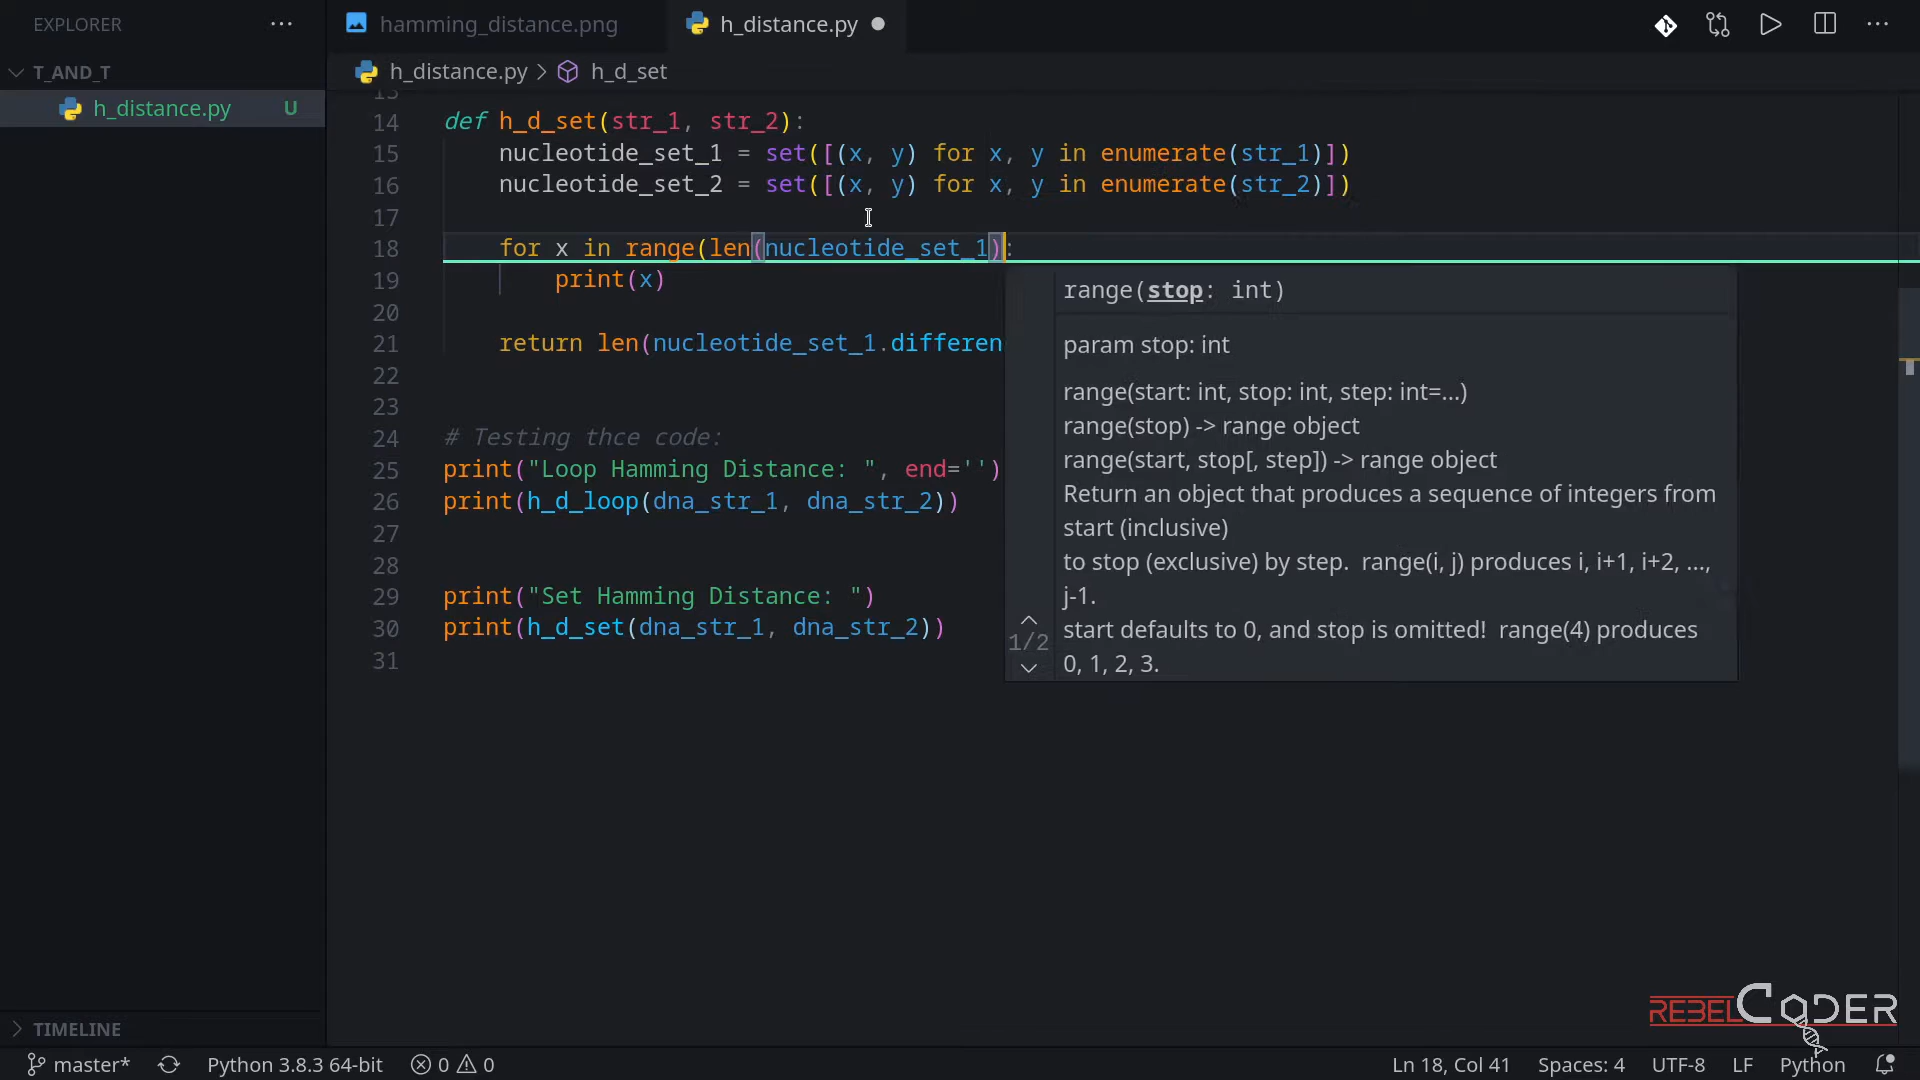 EXPLORER ...
hamming_distance.png
h_distance.py
T_AND_T
h_distance.py U
h_distance.py > h_d_set
13
14 def h_d_set(str_1, str_2):
15 nucleotide_set_1 = set([(x, y) for x, y in enumerate(str_1)])
16 nucleotide_set_2 = set([(x, y) for x, y in enumerate(str_2)])
17
18 for x in range(len(nucleotide_set_1):
19 print(x)
20
21 return len(nucleotide_set_1.differen
22
23
24 # Testing thce code:
25 print("Loop Hamming Distance: ", end='')
26 print(h_d_loop(dna_str_1, dna_str_2))
27
28
29 print("Set Hamming Distance: ")
30 print(h_d_set(dna_str_1, dna_str_2))
31
range(stop: int)
param stop: int
range(start: int, stop: int, step: int=...)
range(stop) -> range object
range(start, stop[, step]) -> range object
Return an object that produces a sequence of integers from
start (inclusive)
to stop (exclusive) by step. range(i, j) produces i, i+1, i+2, ...,
j-1.
start defaults to 0, and stop is omitted! range(4) produces
0, 1, 2, 3.
1/2
REBELCODER
TIMELINE
master* Python 3.8.3 64-bit 0 0 Ln 18, Col 41 Spaces: 4 UTF-8 LF Python